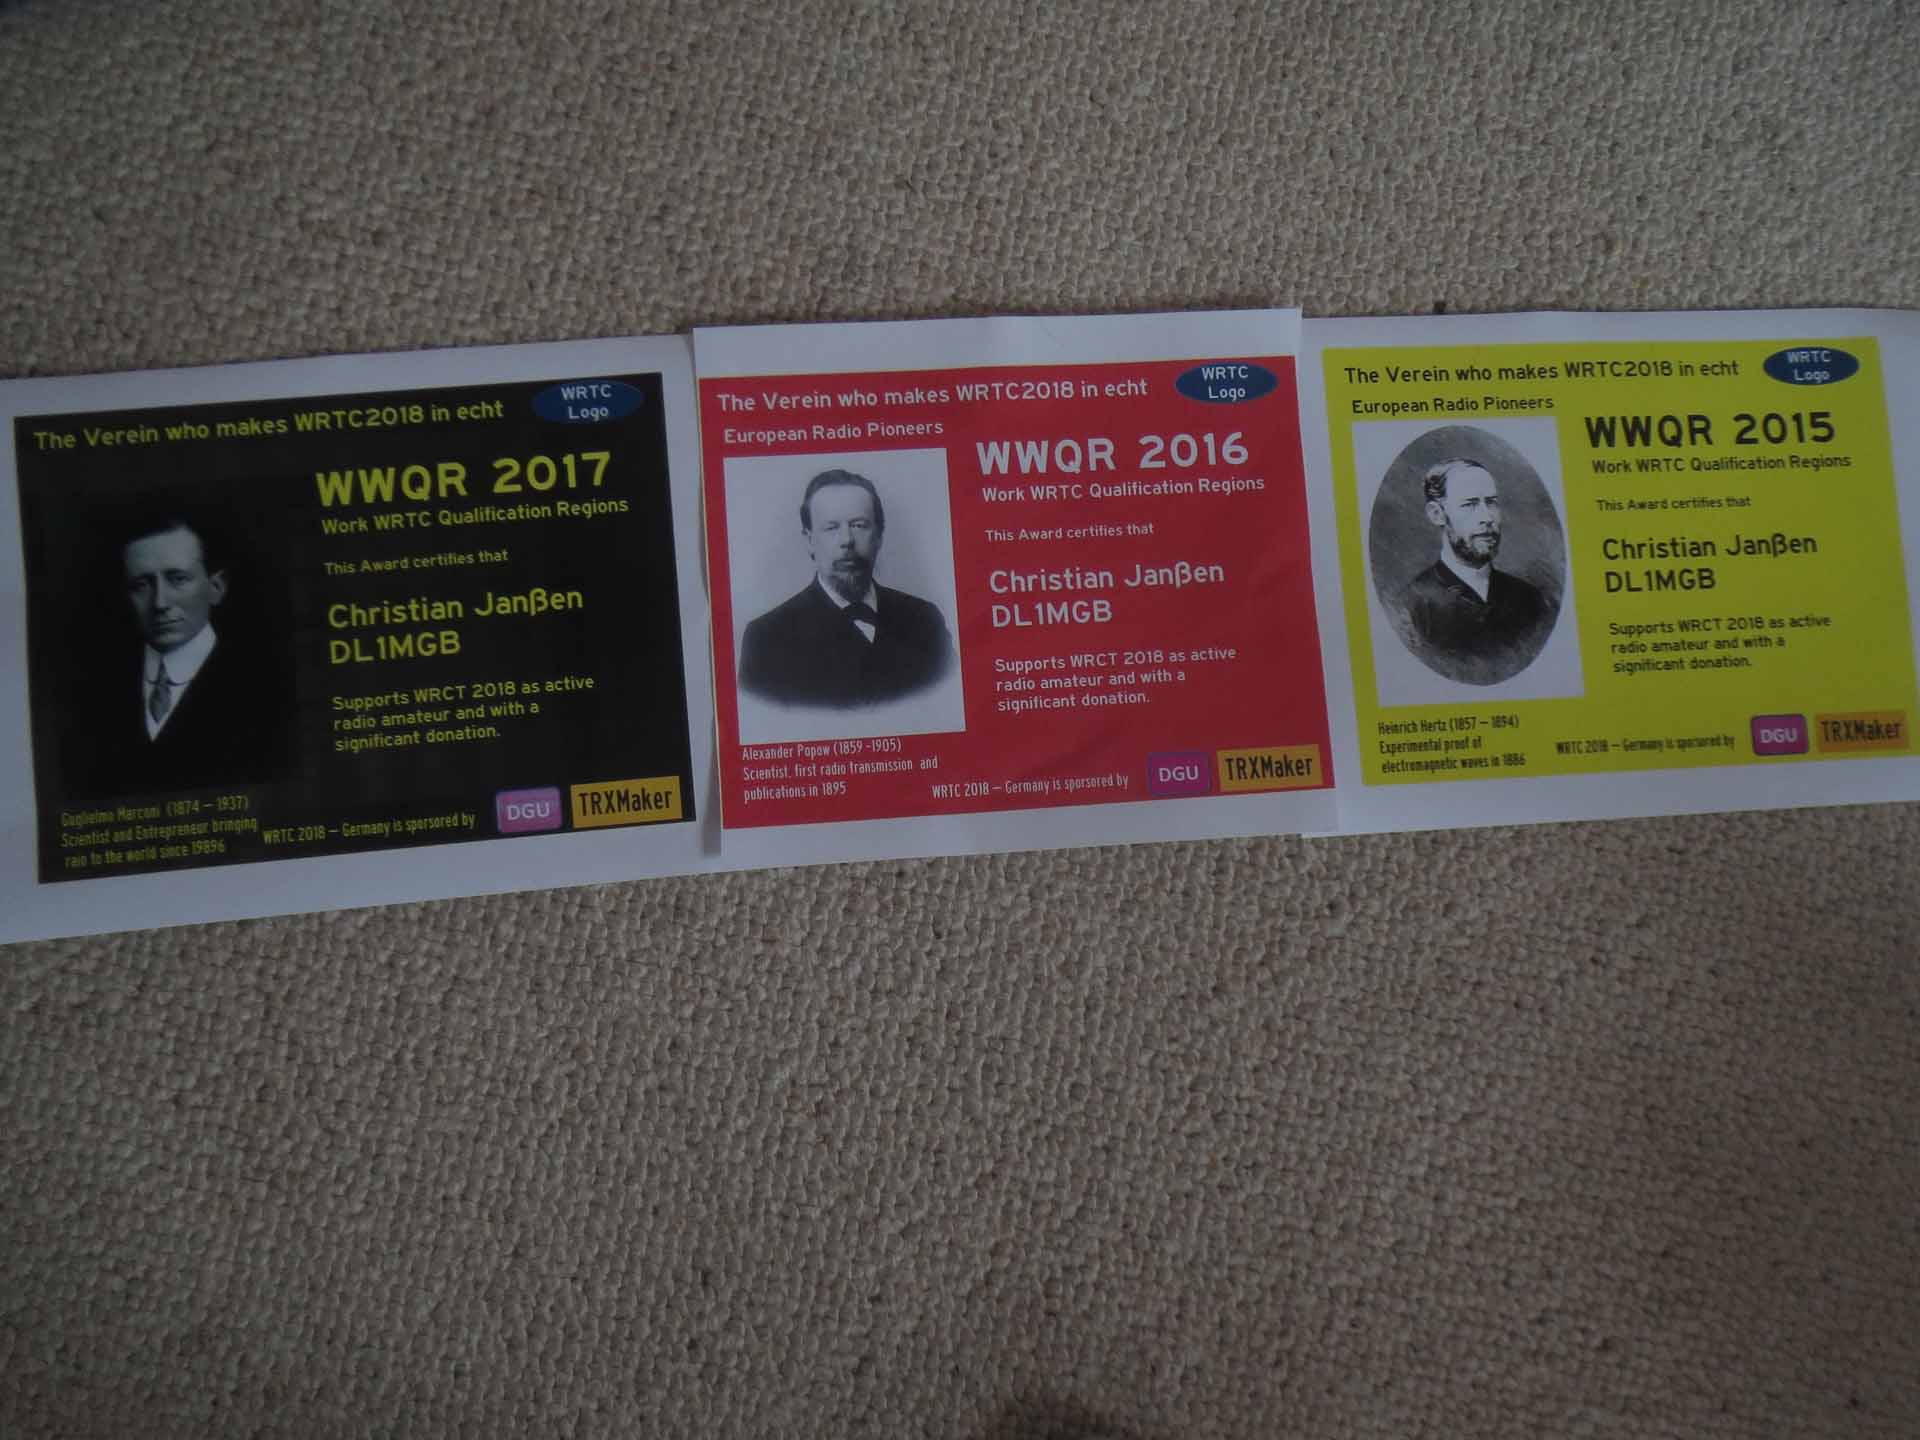 The Verein who makes WRTC2018 in echt
WRTC
Logo
WWQR 2017
Work WRTC Qualification Regions
This Award certifies that
Christian Janßen
DL1MGB
Supports WRCT 2018 as active
radio amateur and with a
significant donation.
Guglielmo Marconi (1874 – 1937)
Scientist and Entrepreneur bringing
raio to the world since 19896
WRTC 2018 – Germany is sporsored by
DGU
TRXMaker
The Verein who makes WRTC2018 in echt
WRTC
Logo
European Radio Pioneers
WWQR 2016
Work WRTC Qualification Regions
This Award certifies that
Christian Janßen
DL1MGB
Supports WRCT 2018 as active
radio amateur and with a
significant donation.
Alexander Popow (1859 -1905)
Scientist, first radio transmission and
publications in 1895
WRTC 2018 – Germany is sporsored by
DGU
TRXMaker
The Verein who makes WRTC2018 in echt
WRTC
Logo
European Radio Pioneers
WWQR 2015
Work WRTC Qualification Regions
This Award certifies that
Christian Janßen
DL1MGB
Supports WRCT 2018 as active
radio amateur and with a
significant donation.
Heinrich Hertz (1857 – 1894)
Experimental proof of
electromagnetic waves in 1886
WRTC 2018 – Germany is sporsored by
DGU
TRXMaker